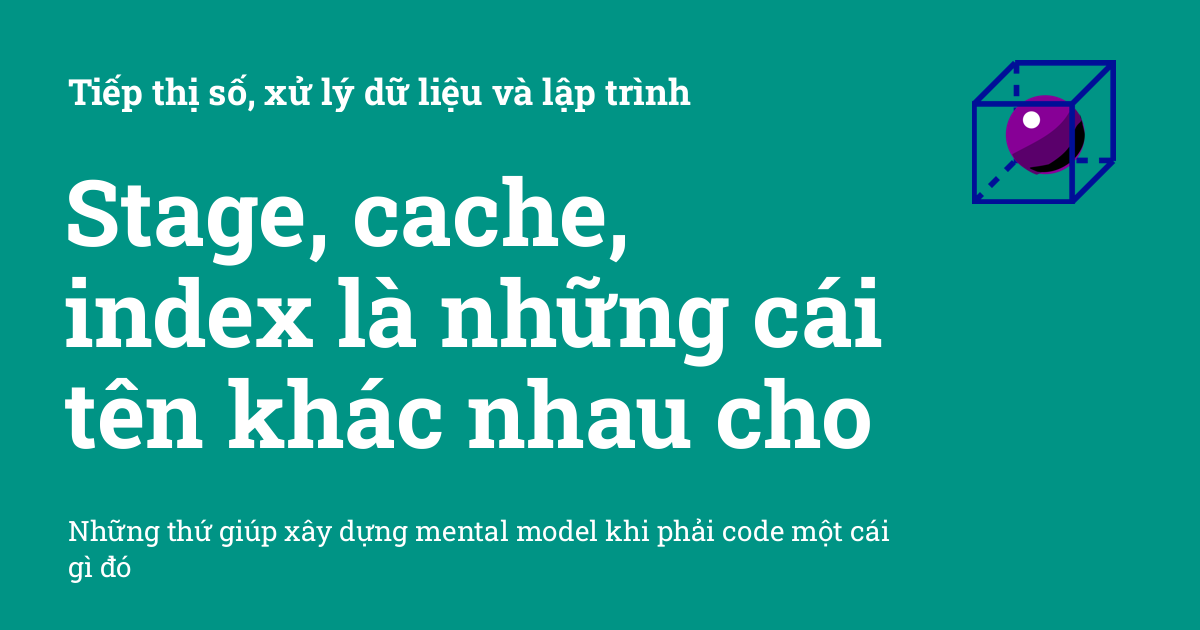 Tiếp thị số, xử lý dữ liệu và lập trình
Stage, cache,
index là những cái
tên khác nhau cho
Những thứ giúp xây dựng mental model khi phải code một cái
gì đó